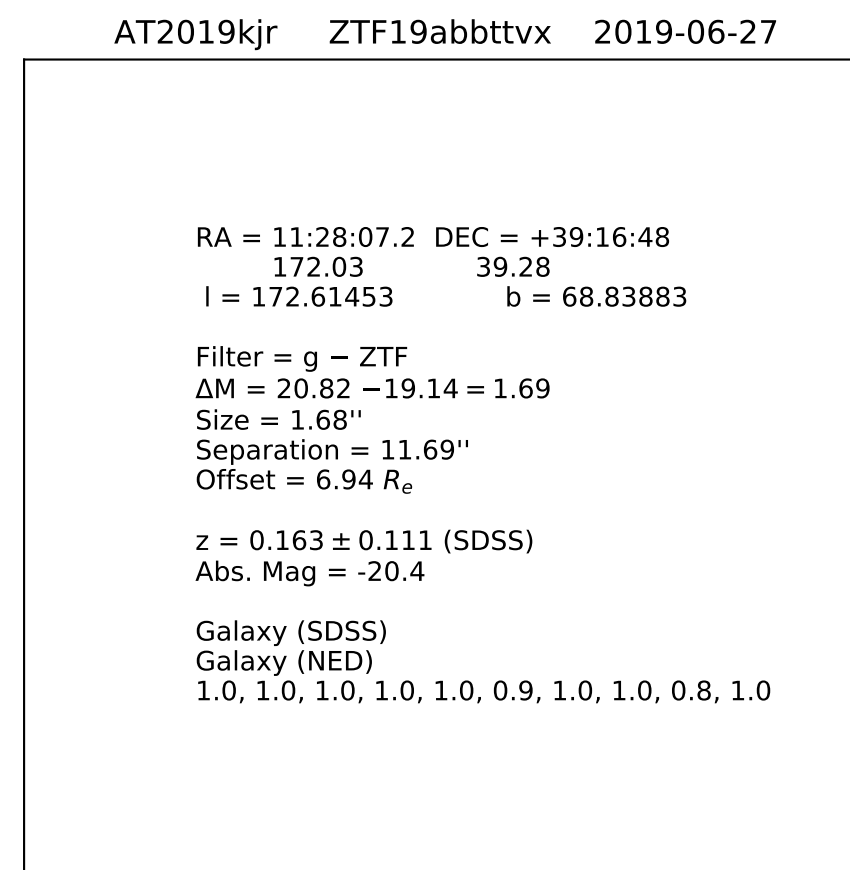 AT2019kjr ZTF19abbttvx 2019-06-27
RA = 11:28:07.2 DEC = +39:16:48
172.03 39.28
l = 172.61453 b = 68.83883
Filter = g − ZTF
ΔM = 20.82 −19.14 = 1.69
Size = 1.68''
Separation = 11.69''
Offset = 6.94 Re
z = 0.163 ± 0.111 (SDSS)
Abs. Mag = -20.4
Galaxy (SDSS)
Galaxy (NED)
1.0, 1.0, 1.0, 1.0, 1.0, 0.9, 1.0, 1.0, 0.8, 1.0